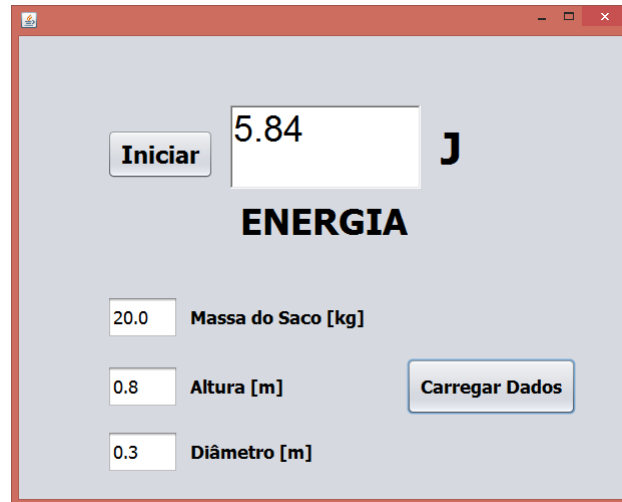 5.84
Iniciar
J
ENERGIA
20.0 Massa do Saco [kg]
0.8 Altura [m]
Carregar Dados
0.3 Diâmetro [m]